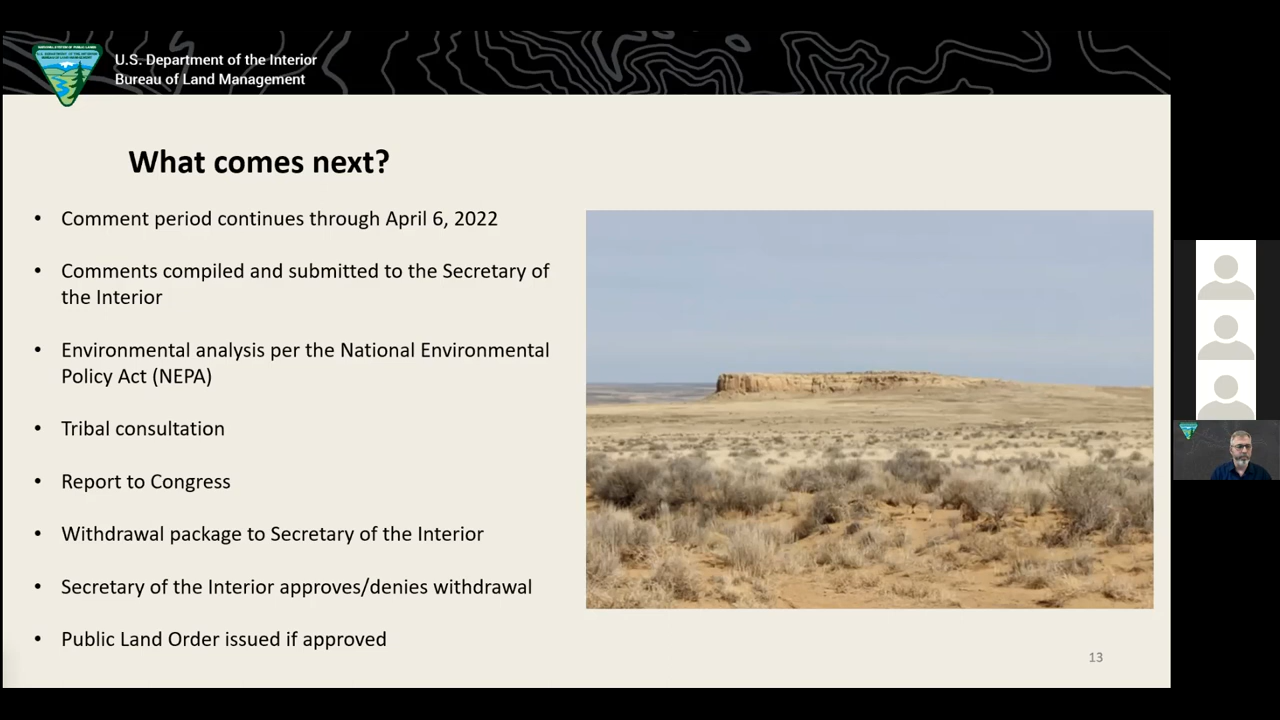 U.S. Department of the Interior
Bureau of Land Management
What comes next?
• Comment period continues through April 6, 2022
• Comments compiled and submitted to the Secretary of
the Interior
• Environmental analysis per the National Environmental
Policy Act (NEPA)
• Tribal consultation
• Report to Congress
• Withdrawal package to Secretary of the Interior
• Secretary of the Interior approves/denies withdrawal
• Public Land Order issued if approved
13